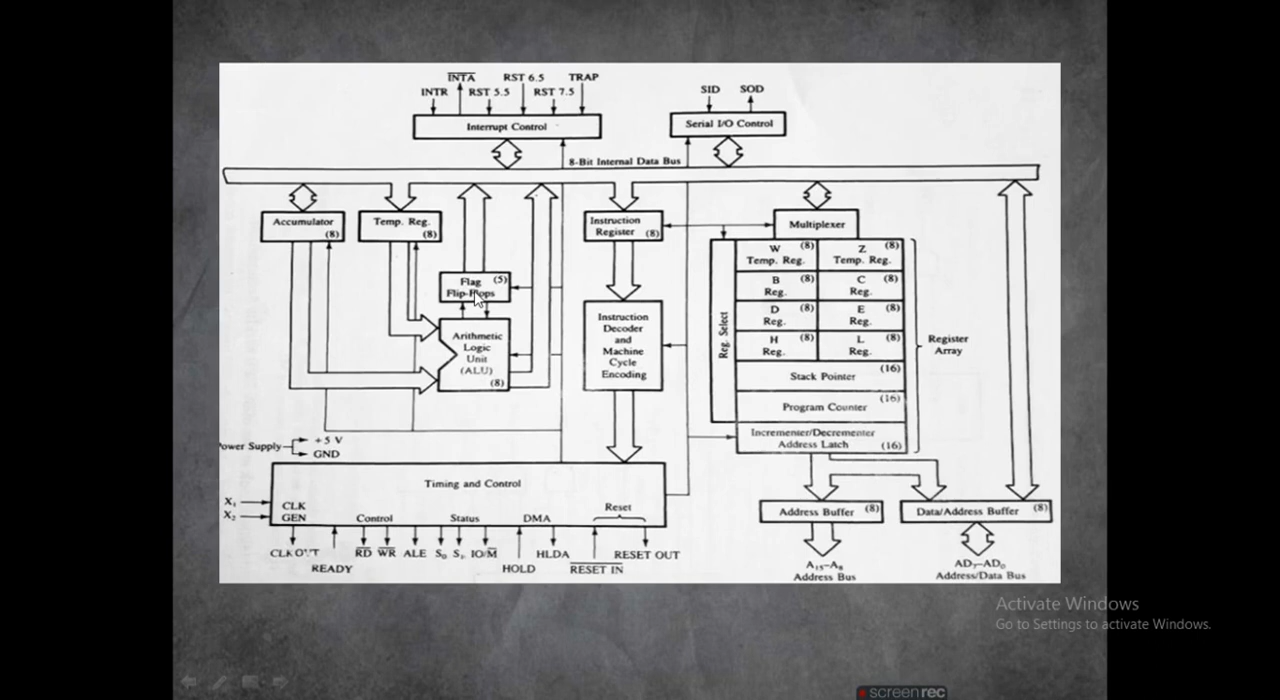 INTA RST 6.5 TRAP
INTR RST 5.5 RST 7.5
Interrupt Control
SID SOD
Serial I/O Control
8-Bit Internal Data Bus
Accumulator
(8)
Temp. Reg.
(8)
Flag (5)
Flip-Flops
Arithmetic
Logic
Unit
(ALU)
(8)
Instruction
Register (8)
Instruction
Decoder
and
Machine
Cycle
Encoding
Multiplexer
Reg. Select
W (8)
Temp. Reg.
Z (8)
Temp. Reg.
B (8)
Reg.
C (8)
Reg.
D (8)
Reg.
E (8)
Reg.
H (8)
Reg.
L (8)
Reg.
Stack Pointer (16)
Program Counter (16)
Incrementer/Decrementer
Address Latch (16)
Register
Array
Power Supply
+5 V
GND
Timing and Control
X₁
X₂
CLK
GEN
Control
Status
DMA
Reset
CLK OUT
READY
RD WR ALE S₀ S₁ IO/M
HOLD
HLDA
RESET IN
RESET OUT
Address Buffer (8)
Data/Address Buffer (8)
A₁₅–A₈
Address Bus
AD₇–AD₀
Address/Data Bus
Activate Windows
Go to Settings to activate Windows.
screenrec